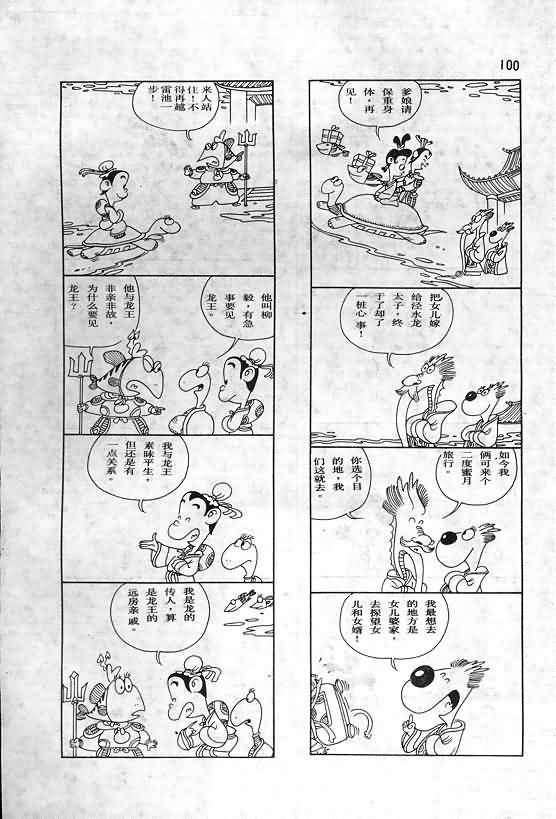 100
爹娘请
保重身
体，再
见！
把女儿嫁
给泾水龙
太子，终
于了却了
一桩心事！
如今我
俩可来个
二度蜜月
旅行。
你选个目
的地，我
们这就去。
我最想去
的地方是
女儿婆家，
去探望女
儿和女婿！
来人站
住！不
得再越
雷池一
步！
他叫柳
毅，有急
事要见
龙王。
他与龙王
非亲非故，
为什么要见
龙王？
我与龙王
素昧平生，
但还是有
一点关系。
我是龙的
传人，算
是龙王的
远房亲戚。